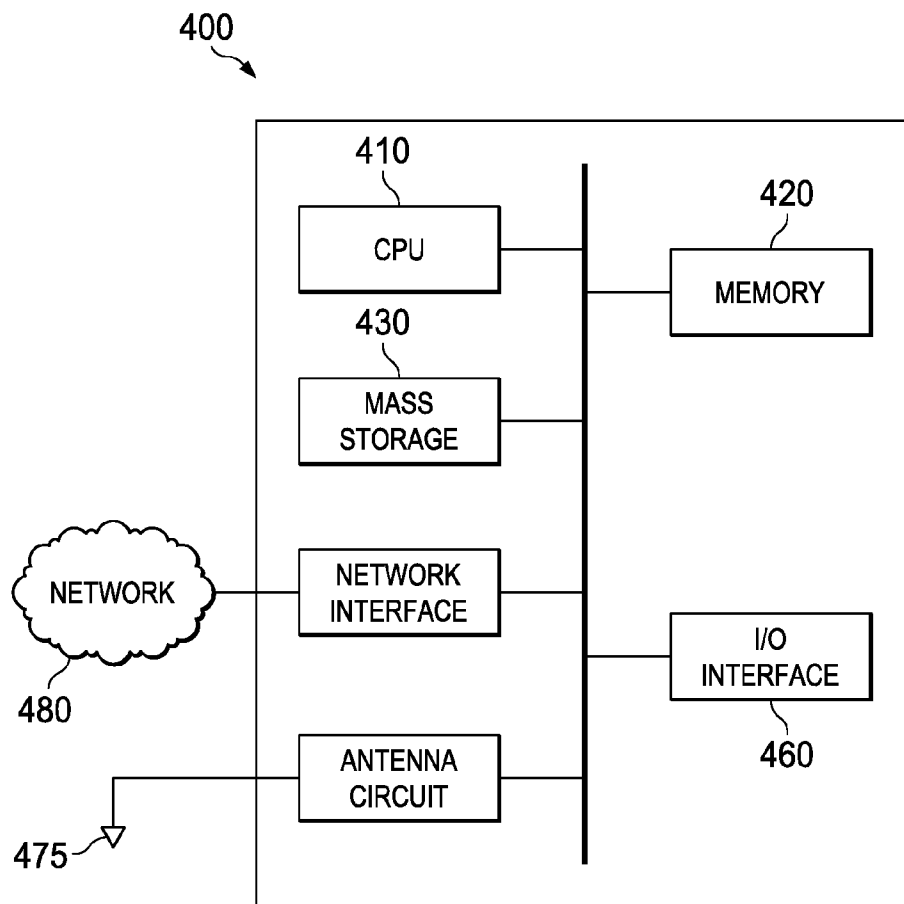 400
410
CPU
420
MEMORY
430
MASS
STORAGE
NETWORK
480
NETWORK
INTERFACE
I/O
INTERFACE
460
ANTENNA
CIRCUIT
475